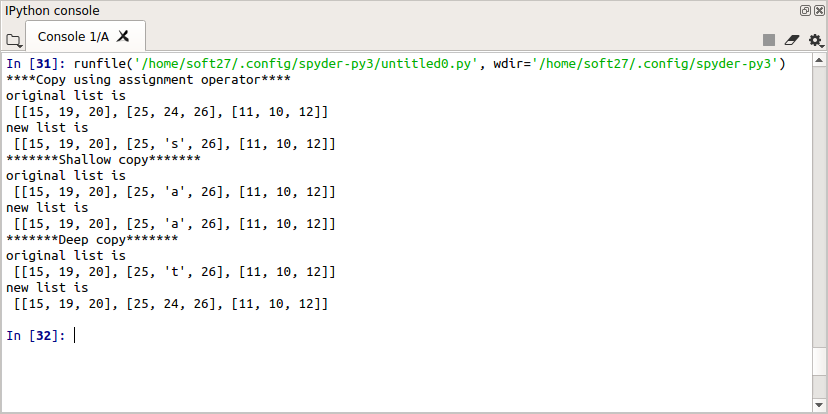 IPython console
Console 1/A
In [31]: runfile('/home/soft27/.config/spyder-py3/untitled0.py', wdir='/home/soft27/.config/spyder-py3')
****Copy using assignment operator****
original list is
 [[15, 19, 20], [25, 24, 26], [11, 10, 12]]
new list is
 [[15, 19, 20], [25, 's', 26], [11, 10, 12]]
*******Shallow copy*******
original list is
 [[15, 19, 20], [25, 'a', 26], [11, 10, 12]]
new list is
 [[15, 19, 20], [25, 'a', 26], [11, 10, 12]]
*******Deep copy*******
original list is
 [[15, 19, 20], [25, 't', 26], [11, 10, 12]]
new list is
 [[15, 19, 20], [25, 24, 26], [11, 10, 12]]
In [32]: